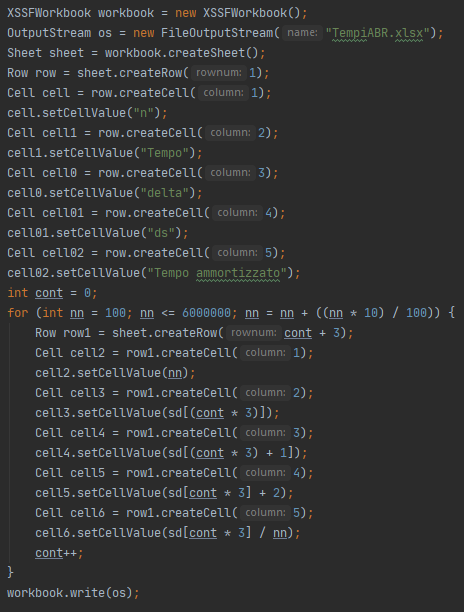 XSSFWorkbook workbook = new XSSFWorkbook();
OutputStream os = new FileOutputStream( name: "TempiABR.xlsx");
Sheet sheet = workbook.createSheet();
Row row = sheet.createRow( rownum: 1);
Cell cell = row.createCell( column: 1);
cell.setCellValue("n");
Cell cell1 = row.createCell( column: 2);
cell1.setCellValue("Tempo");
Cell cell0 = row.createCell( column: 3);
cell0.setCellValue("delta");
Cell cell01 = row.createCell( column: 4);
cell01.setCellValue("ds");
Cell cell02 = row.createCell( column: 5);
cell02.setCellValue("Tempo ammortizzato");
int cont = 0;
for (int nn = 100; nn <= 6000000; nn = nn + ((nn * 10) / 100)) {
    Row row1 = sheet.createRow( rownum: cont + 3);
    Cell cell2 = row1.createCell( column: 1);
    cell2.setCellValue(nn);
    Cell cell3 = row1.createCell( column: 2);
    cell3.setCellValue(sd[(cont * 3)]);
    Cell cell4 = row1.createCell( column: 3);
    cell4.setCellValue(sd[(cont * 3) + 1]);
    Cell cell5 = row1.createCell( column: 4);
    cell5.setCellValue(sd[cont * 3] + 2);
    Cell cell6 = row1.createCell( column: 5);
    cell6.setCellValue(sd[cont * 3] / nn);
    cont++;
}
workbook.write(os);